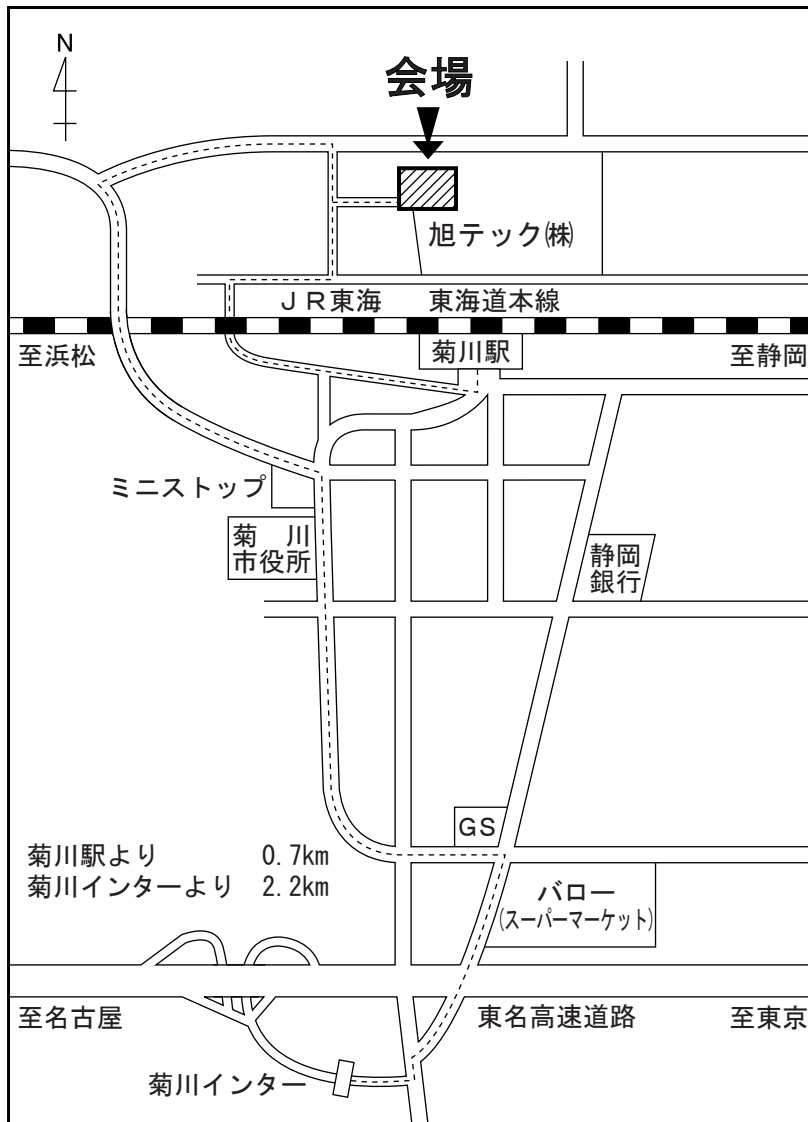 N
会場
旭テック㈱
ＪＲ東海 東海道本線
至浜松
菊川駅
至静岡
ミニストップ
菊 川
市役所
静岡
銀行
GS
菊川駅より 0.7km
菊川インターより 2.2km
バロー
(スーパーマーケット)
至名古屋
東名高速道路
至東京
菊川インター